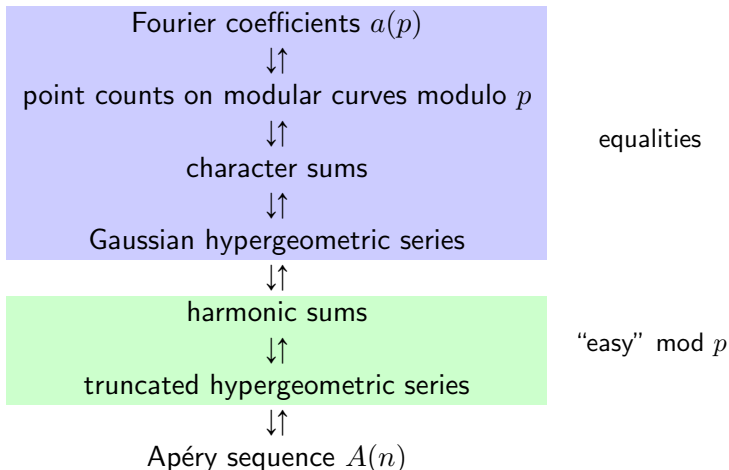 Fourier coefficients a(p)
↓↑
point counts on modular curves modulo p
↓↑
equalities
character sums
↓↑
Gaussian hypergeometric series
↓↑
harmonic sums
↓↑
“easy” mod p
truncated hypergeometric series
↓↑
Apéry sequence A(n)